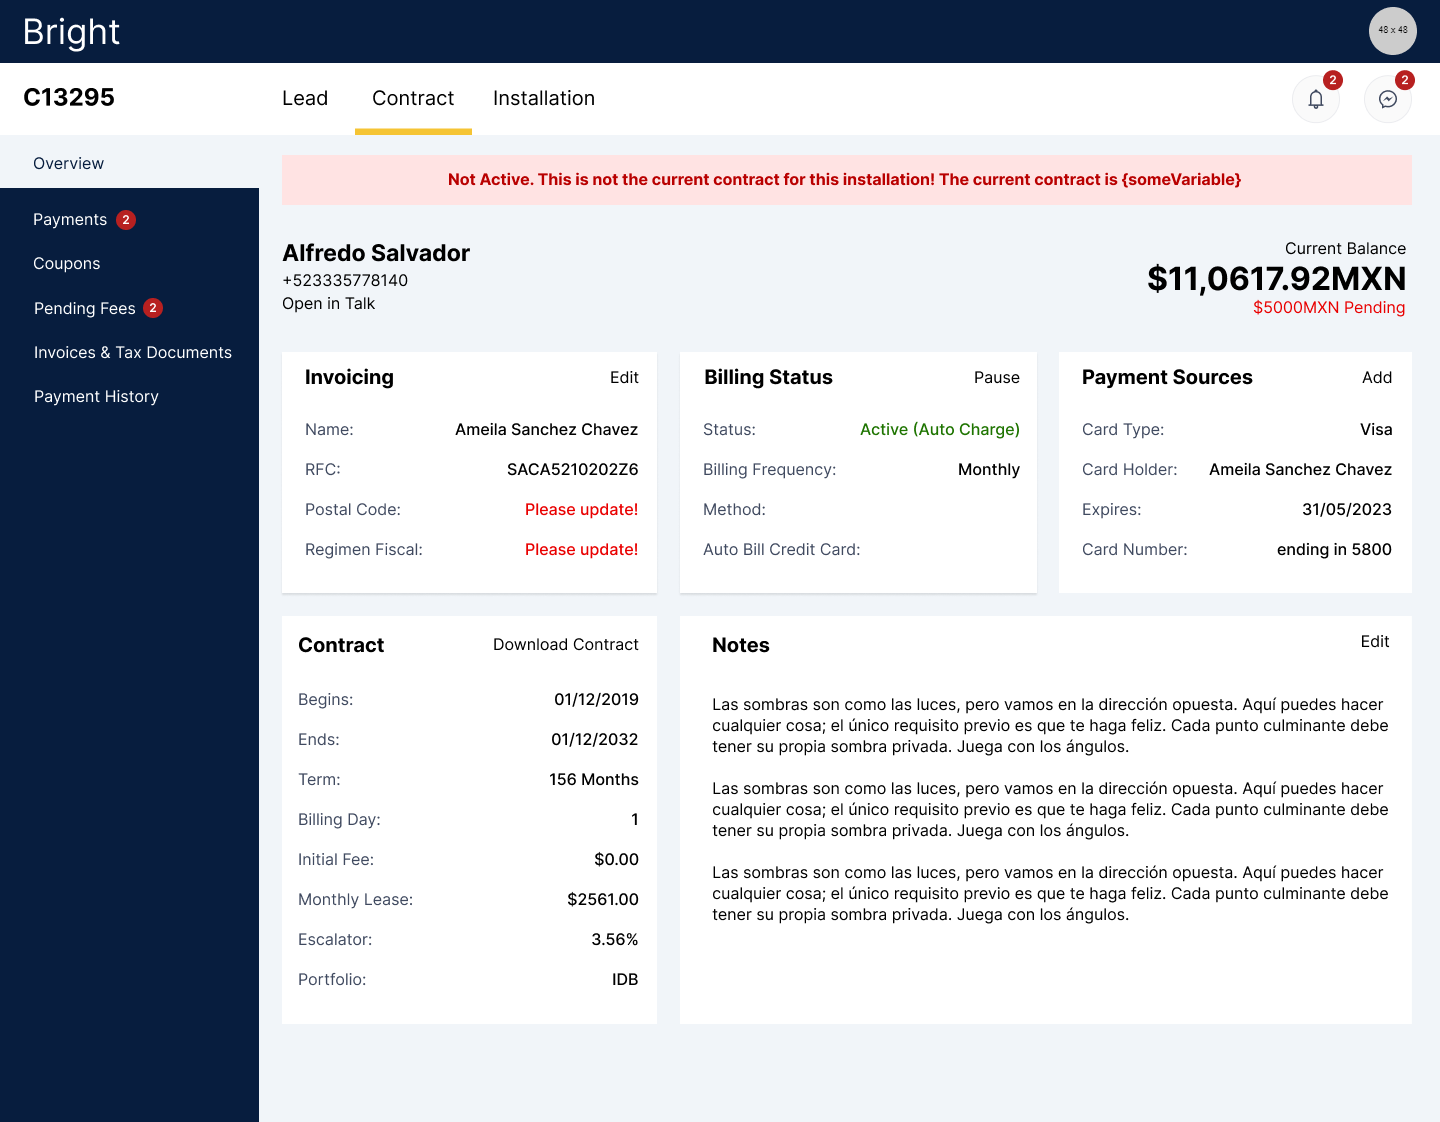 Bright
48 x 48
C13295
Lead
Contract
Installation
2
2
Overview
Payments 2
Coupons
Pending Fees 2
Invoices & Tax Documents
Payment History
Not Active. This is not the current contract for this installation! The current contract is {someVariable}
Alfredo Salvador
+523335778140
Open in Talk
Current Balance
$11,0617.92MXN
$5000MXN Pending
Invoicing Edit
Name: Ameila Sanchez Chavez
RFC: SACA5210202Z6
Postal Code: Please update!
Regimen Fiscal: Please update!
Billing Status Pause
Status: Active (Auto Charge)
Billing Frequency: Monthly
Method:
Auto Bill Credit Card:
Payment Sources Add
Card Type: Visa
Card Holder: Ameila Sanchez Chavez
Expires: 31/05/2023
Card Number: ending in 5800
Contract Download Contract
Begins: 01/12/2019
Ends: 01/12/2032
Term: 156 Months
Billing Day: 1
Initial Fee: $0.00
Monthly Lease: $2561.00
Escalator: 3.56%
Portfolio: IDB
Notes Edit
Las sombras son como las luces, pero vamos en la dirección opuesta. Aquí puedes hacer
cualquier cosa; el único requisito previo es que te haga feliz. Cada punto culminante debe
tener su propia sombra privada. Juega con los ángulos.
Las sombras son como las luces, pero vamos en la dirección opuesta. Aquí puedes hacer
cualquier cosa; el único requisito previo es que te haga feliz. Cada punto culminante debe
tener su propia sombra privada. Juega con los ángulos.
Las sombras son como las luces, pero vamos en la dirección opuesta. Aquí puedes hacer
cualquier cosa; el único requisito previo es que te haga feliz. Cada punto culminante debe
tener su propia sombra privada. Juega con los ángulos.